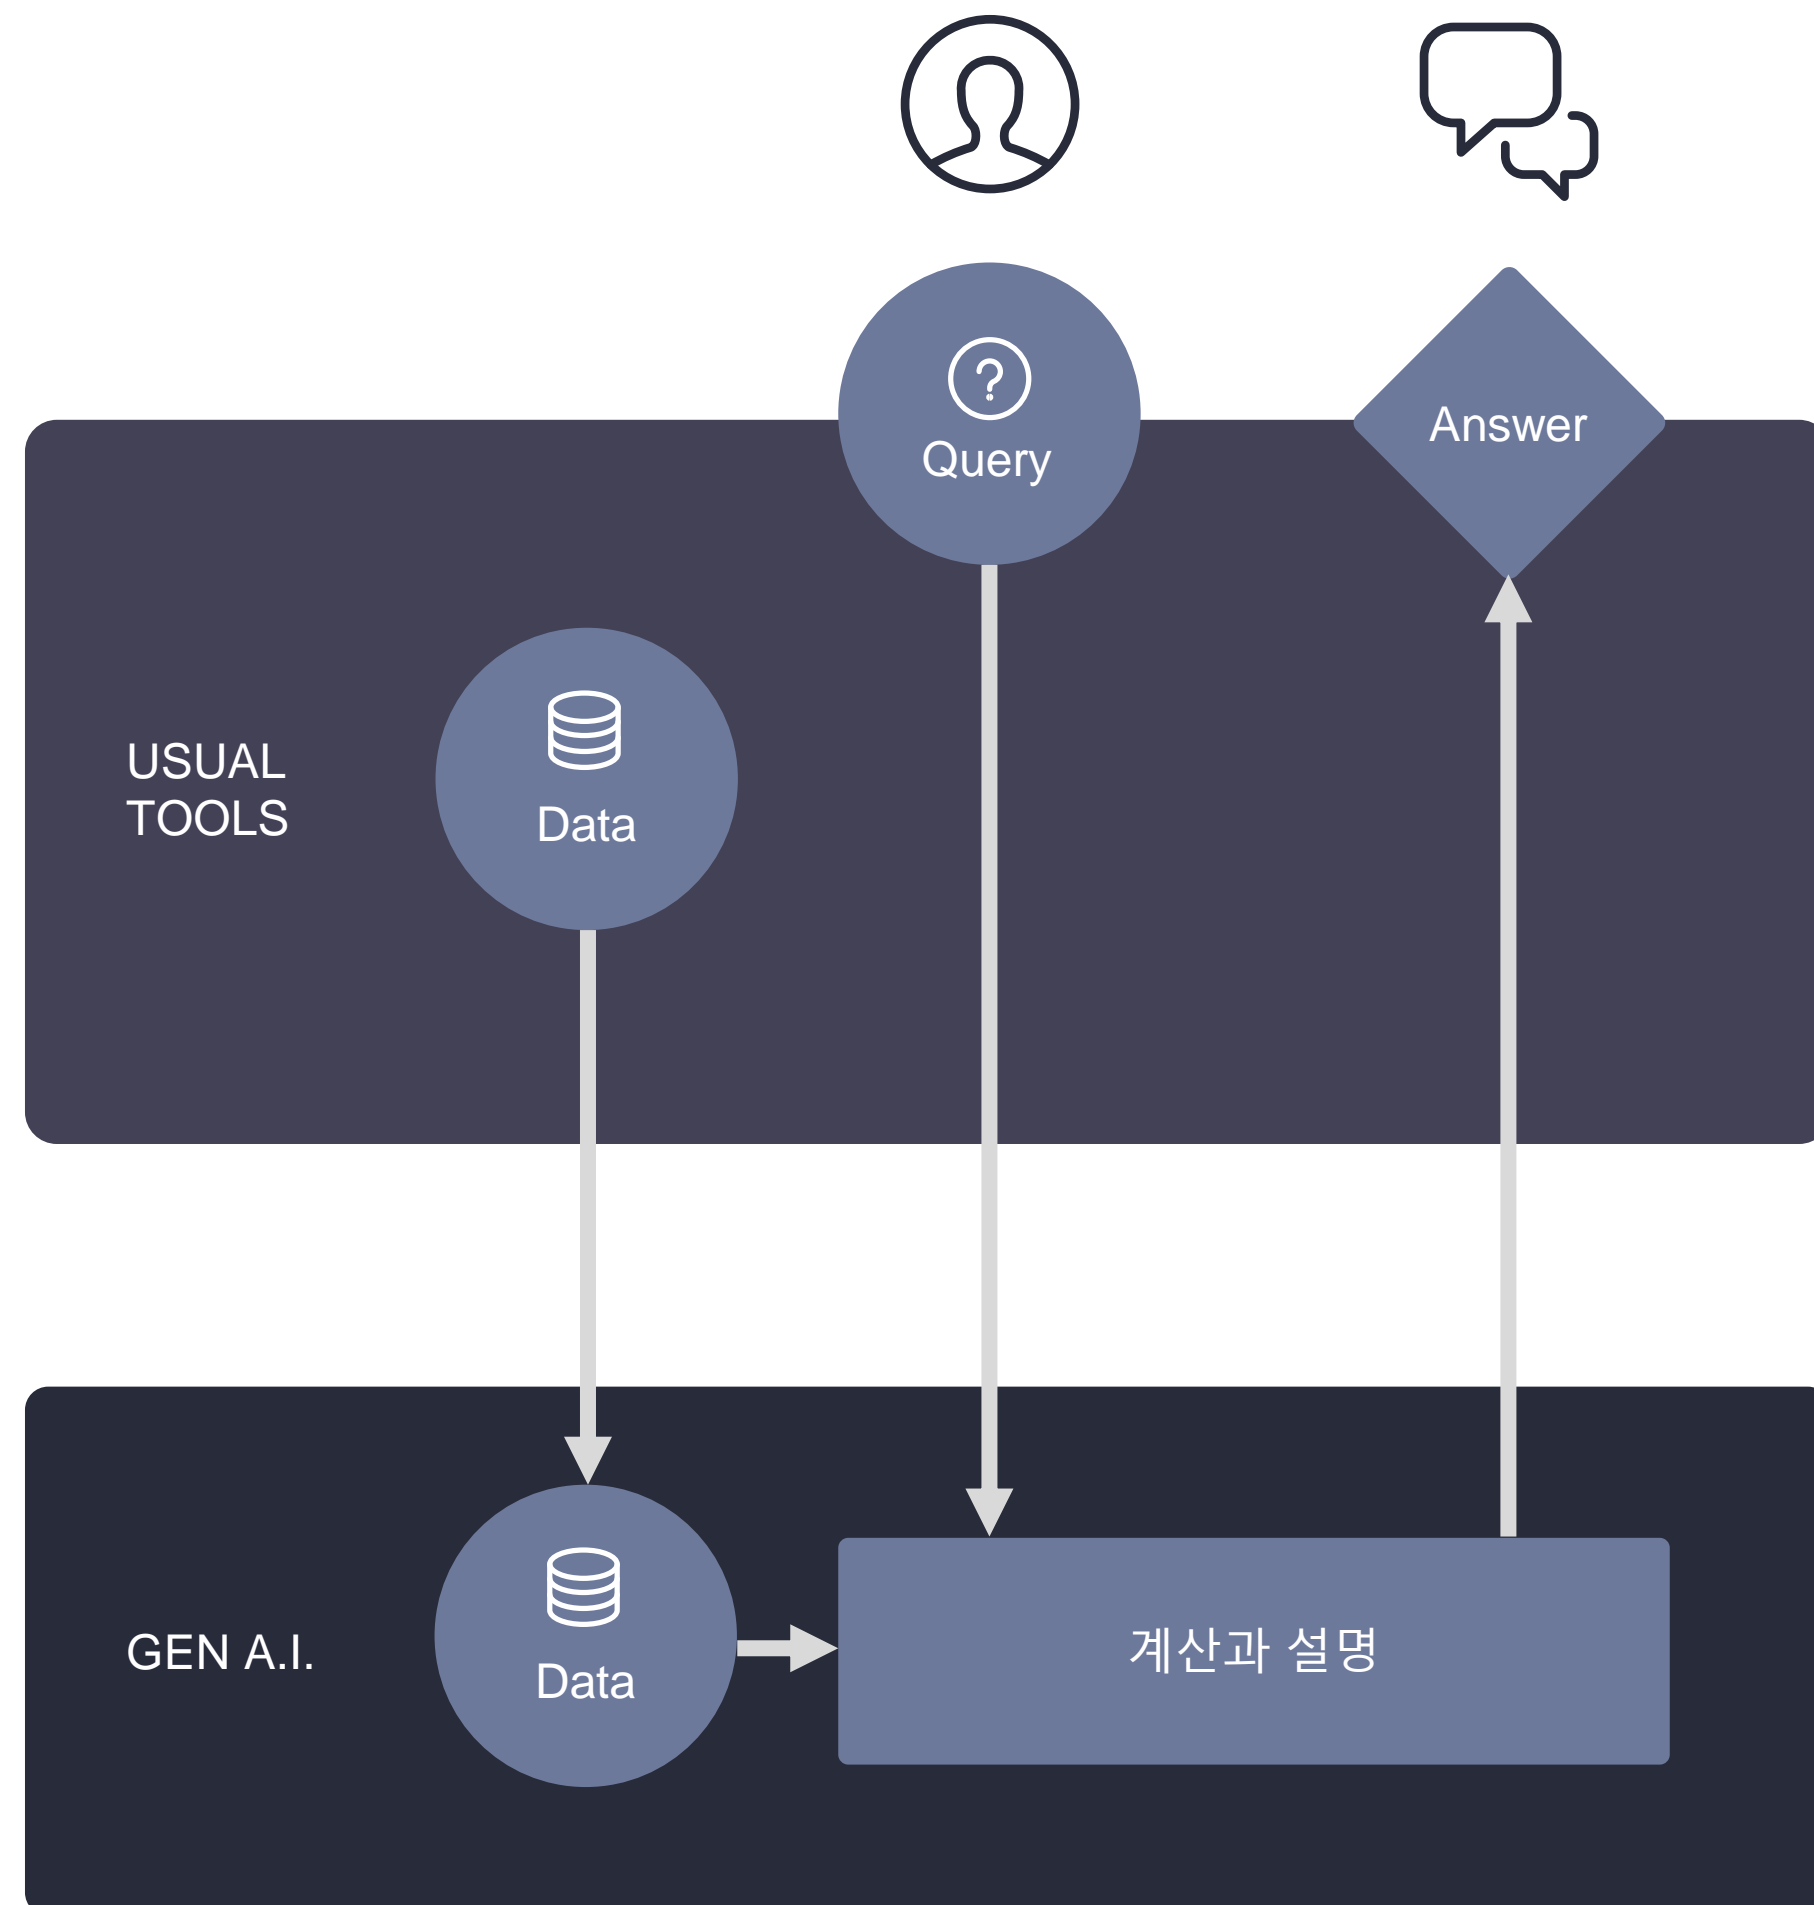 Query
Answer
USUAL
TOOLS
Data
GEN A.I.
Data
계산과 설명